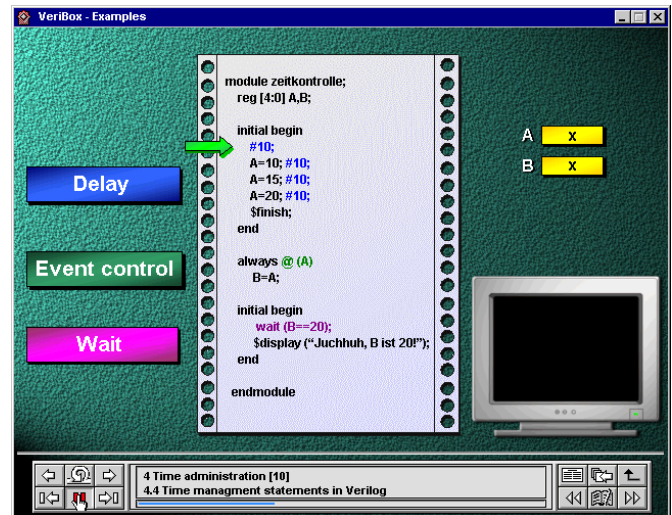 VeriBox - Examples
module zeitkontrolle;
reg [4:0] A,B;
initial begin
#10;
A=10; #10;
A=15; #10;
A=20; #10;
$finish;
end
always @ (A)
B=A;
initial begin
wait (B==20);
$display (“Juchhuh, B ist 20!”);
end
endmodule
Delay
Event control
Wait
A x
B x
4 Time administration [10]
4.4 Time managment statements in Verilog